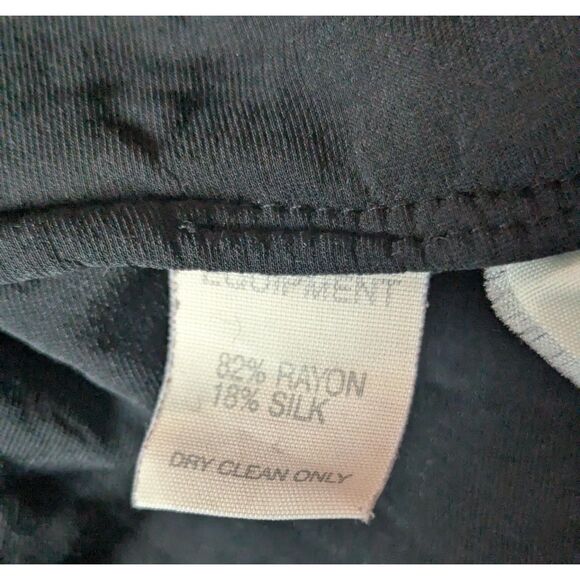 EQUIPMENT
82% RAYON
18% SILK
DRY CLEAN ONLY